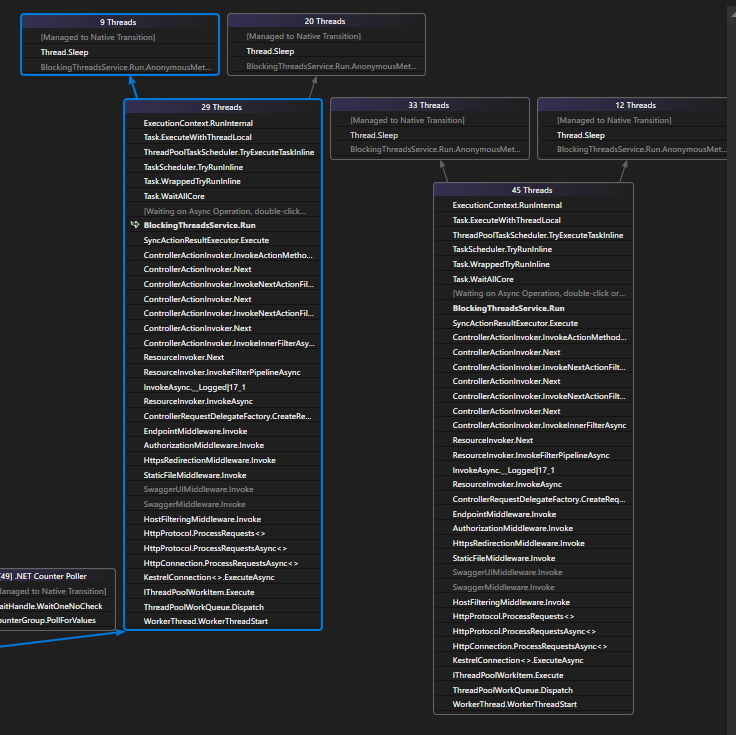 9 Threads
[Managed to Native Transition]
Thread.Sleep
BlockingThreadsService.Run.AnonymousMet...
20 Threads
[Managed to Native Transition]
Thread.Sleep
BlockingThreadsService.Run.AnonymousMet...
29 Threads
ExecutionContext.RunInternal
Task.ExecuteWithThreadLocal
ThreadPoolTaskScheduler.TryExecuteTaskInline
TaskScheduler.TryRunInline
Task.WrappedTryRunInline
Task.WaitAllCore
[Waiting on Async Operation, double-click...
BlockingThreadsService.Run
SyncActionResultExecutor.Execute
ControllerActionInvoker.InvokeActionMetho...
ControllerActionInvoker.Next
ControllerActionInvoker.InvokeNextActionFil...
ControllerActionInvoker.Next
ControllerActionInvoker.InvokeNextActionFil...
ControllerActionInvoker.Next
ControllerActionInvoker.InvokeInnerFilterAsy...
ResourceInvoker.Next
ResourceInvoker.InvokeFilterPipelineAsync
InvokeAsync.__Logged|17_1
ResourceInvoker.InvokeAsync
ControllerRequestDelegateFactory.CreateRe...
EndpointMiddleware.Invoke
AuthorizationMiddleware.Invoke
HttpsRedirectionMiddleware.Invoke
StaticFileMiddleware.Invoke
SwaggerUIMiddleware.Invoke
SwaggerMiddleware.Invoke
HostFilteringMiddleware.Invoke
HttpProtocol.ProcessRequests<>
HttpProtocol.ProcessRequestsAsync<>
HttpConnection.ProcessRequestsAsync<>
KestrelConnection<>.ExecuteAsync
IThreadPoolWorkItem.Execute
ThreadPoolWorkQueue.Dispatch
WorkerThread.WorkerThreadStart
33 Threads
[Managed to Native Transition]
Thread.Sleep
BlockingThreadsService.Run.AnonymousMet...
12 Threads
[Managed to Native Transition]
Thread.Sleep
BlockingThreadsService.Run.AnonymousMet...
45 Threads
ExecutionContext.RunInternal
Task.ExecuteWithThreadLocal
ThreadPoolTaskScheduler.TryExecuteTaskInline
TaskScheduler.TryRunInline
Task.WrappedTryRunInline
Task.WaitAllCore
[Waiting on Async Operation, double-click or...
BlockingThreadsService.Run
SyncActionResultExecutor.Execute
ControllerActionInvoker.InvokeActionMethod...
ControllerActionInvoker.Next
ControllerActionInvoker.InvokeNextActionFilt...
ControllerActionInvoker.Next
ControllerActionInvoker.InvokeNextActionFilt...
ControllerActionInvoker.Next
ControllerActionInvoker.InvokeInnerFilterAsync
ResourceInvoker.Next
ResourceInvoker.InvokeFilterPipelineAsync
InvokeAsync.__Logged|17_1
ResourceInvoker.InvokeAsync
ControllerRequestDelegateFactory.CreateReq...
EndpointMiddleware.Invoke
AuthorizationMiddleware.Invoke
HttpsRedirectionMiddleware.Invoke
StaticFileMiddleware.Invoke
SwaggerUIMiddleware.Invoke
SwaggerMiddleware.Invoke
HostFilteringMiddleware.Invoke
HttpProtocol.ProcessRequests<>
HttpProtocol.ProcessRequestsAsync<>
HttpConnection.ProcessRequestsAsync<>
KestrelConnection<>.ExecuteAsync
IThreadPoolWorkItem.Execute
ThreadPoolWorkQueue.Dispatch
WorkerThread.WorkerThreadStart
[49] .NET Counter Poller
Managed to Native Transition]
aitHandle.WaitOneNoCheck
ounterGroup.PollForValues